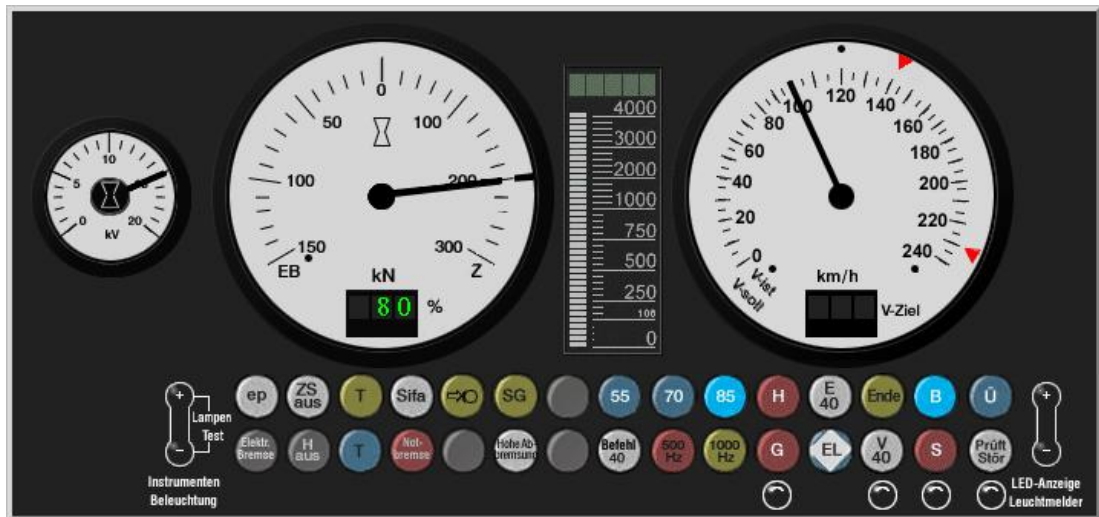 0
5
10
20
kV
150
100
50
0
50
100
200
300
EB
Z
kN
80
%
4000
3000
2000
1000
750
500
250
100
0
0
20
40
60
80
100
120
140
160
180
200
220
240
V-ist
V-soll
km/h
V-Ziel
ep
ZS
aus
T
Sifa
SG
55
70
85
H
E
40
Ende
B
Ü
+
Lampen
Test
-
Elektr.
Bremse
H
aus
T
Not-
bremse
Hohe Ab-
bremsung
Befehl
40
500
Hz
1000
Hz
G
EL
V
40
S
Prüft
Stör
+
-
Instrumenten
Beleuchtung
LED-Anzeige
Leuchtmelder